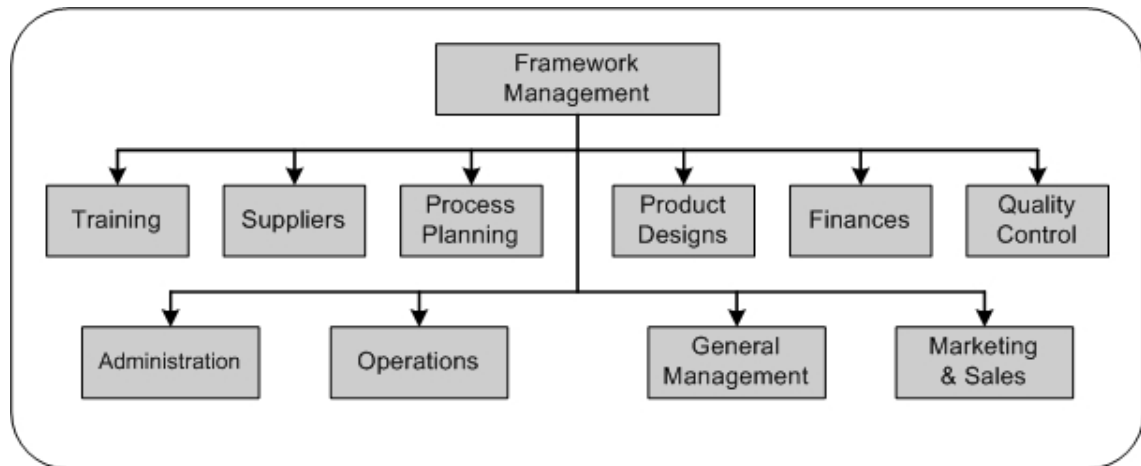 Framework
Management
Training
Suppliers
Process
Planning
Product
Designs
Finances
Quality
Control
Administration
Operations
General
Management
Marketing
& Sales